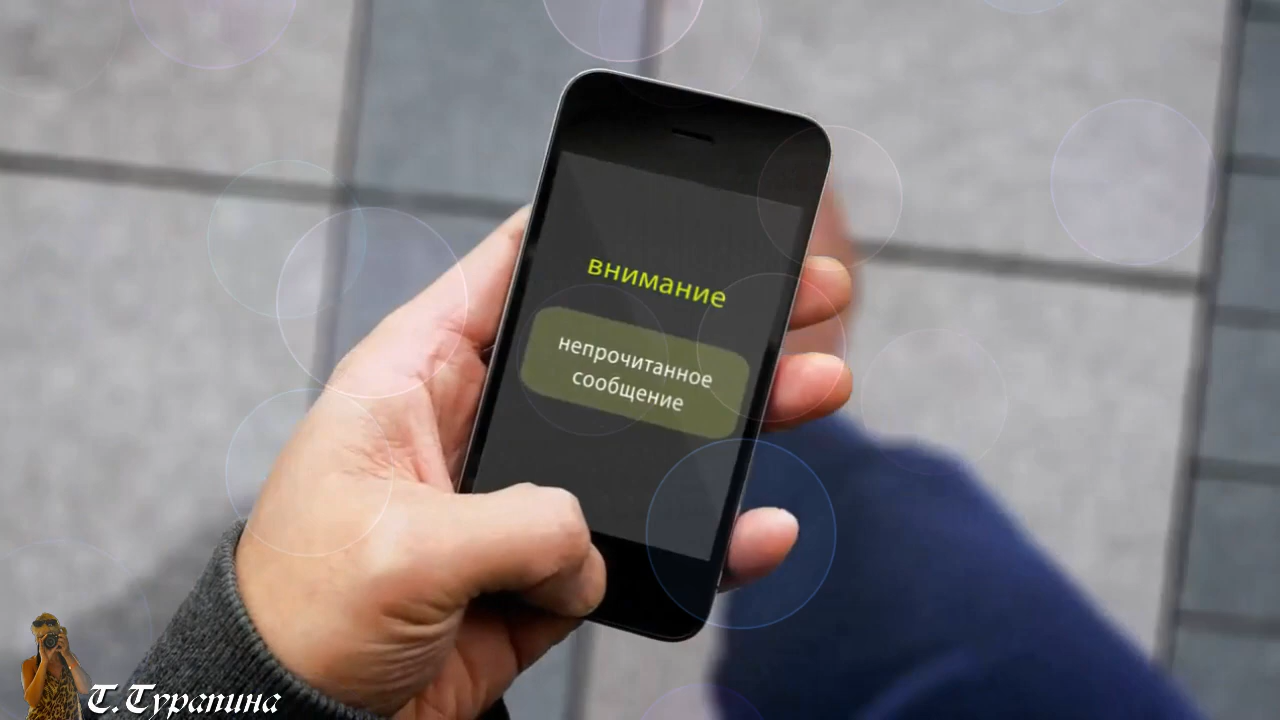 внимание
непрочитанное
сообщение
Т.Турапина